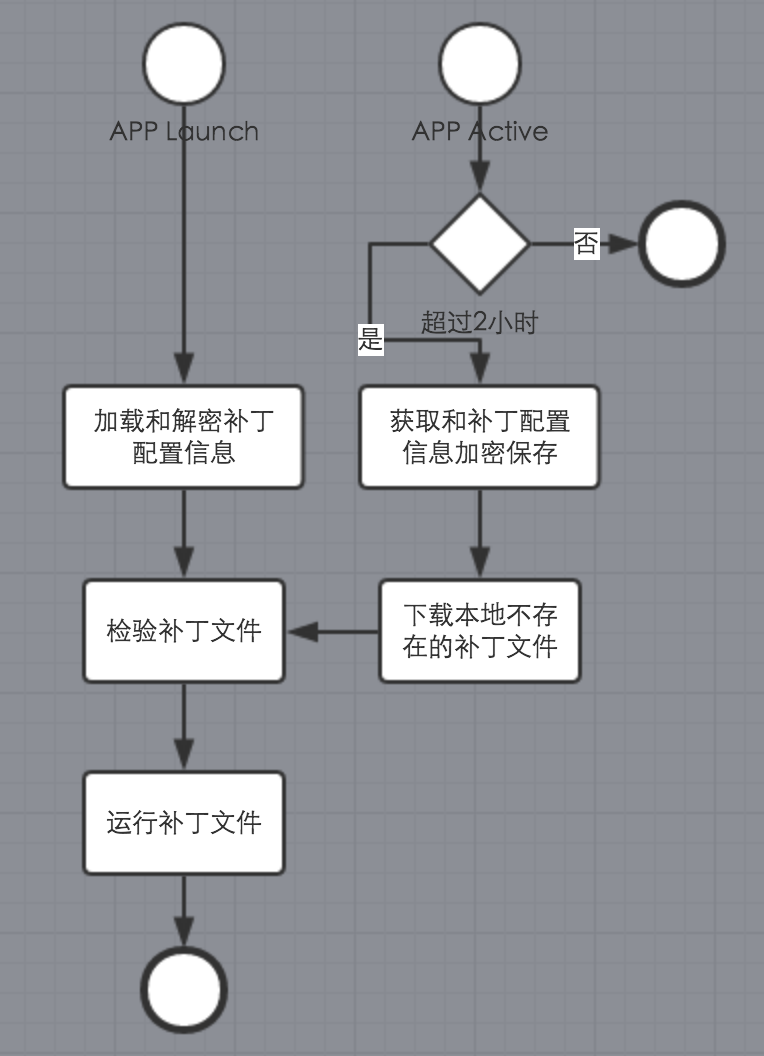 APP Launch
APP Active
否
超过2小时
是
加载和解密补丁
配置信息
获取和补丁配置
信息加密保存
检验补丁文件
下载本地不存
在的补丁文件
运行补丁文件